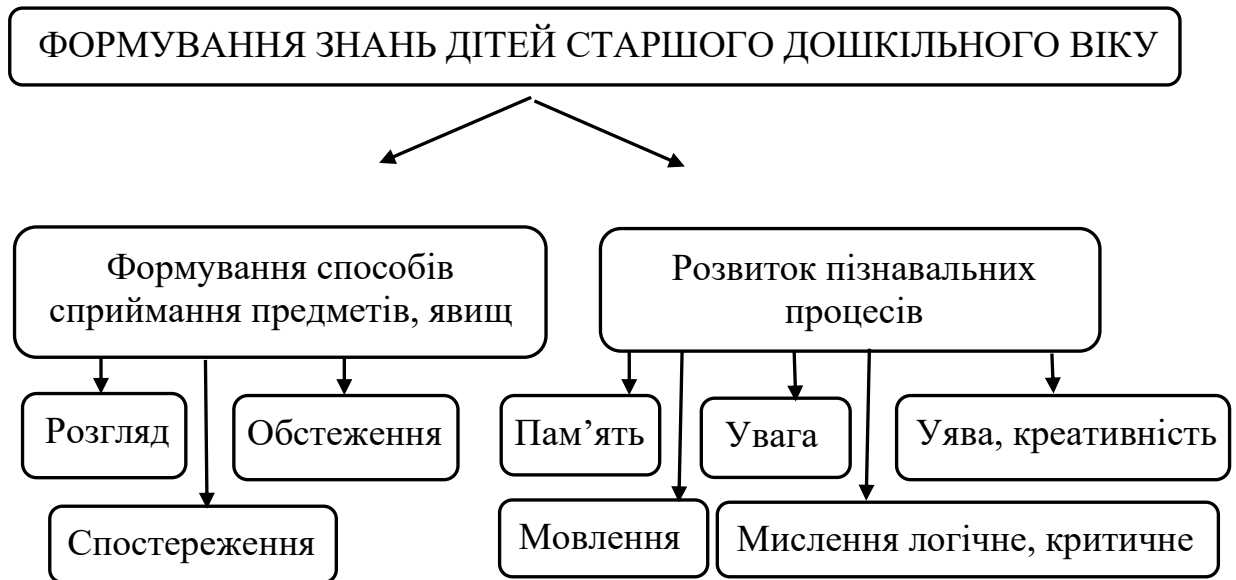 ФОРМУВАННЯ ЗНАНЬ ДІТЕЙ СТАРШОГО ДОШКІЛЬНОГО ВІКУ
Формування способів
сприймання предметів, явищ
Розвиток пізнавальних
процесів
Розгляд
Обстеження
Пам’ять
Увага
Уява, креативність
Спостереження
Мовлення
Мислення логічне, критичне